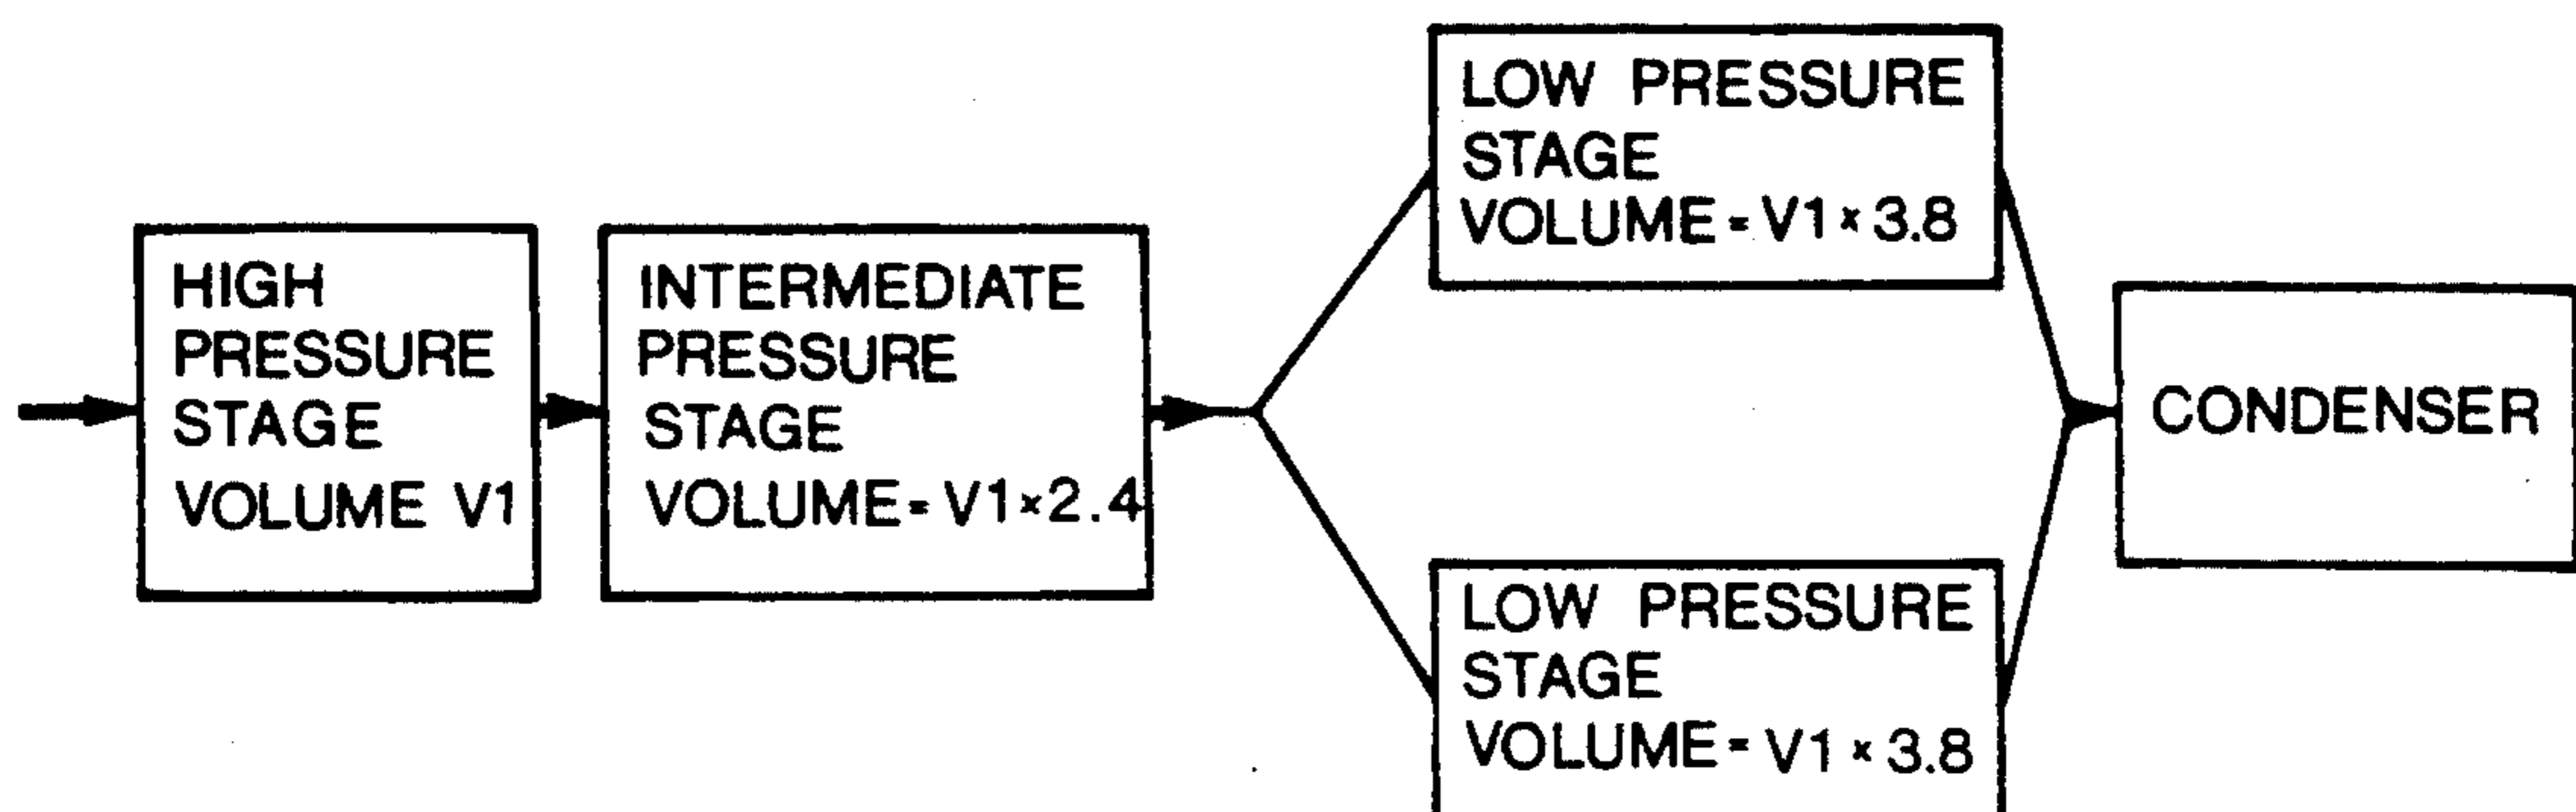 HIGH
PRESSURE
STAGE
VOLUME V1
INTERMEDIATE
PRESSURE
STAGE
VOLUME=V1×2.4
LOW PRESSURE
STAGE
VOLUME=V1×3.8
LOW PRESSURE
STAGE
VOLUME=V1×3.8
CONDENSER